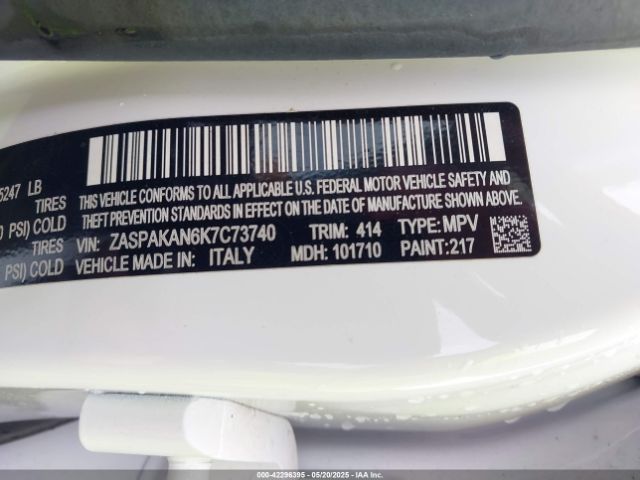 5247 LB
TIRES
PSI) COLD
TIRES
PSI) COLD
THIS VEHICLE CONFORMS TO ALL APPLICABLE U.S. FEDERAL MOTOR VEHICLE SAFETY AND
THEFT PREVENTION STANDARDS IN EFFECT ON THE DATE OF MANUFACTURE SHOWN ABOVE.
VIN: ZASPAKAN6K7C73740 TRIM: 414 TYPE: MPV
VEHICLE MADE IN: ITALY MDH: 101710 PAINT: 217
000-42296395 - 05/20/2025 - IAA